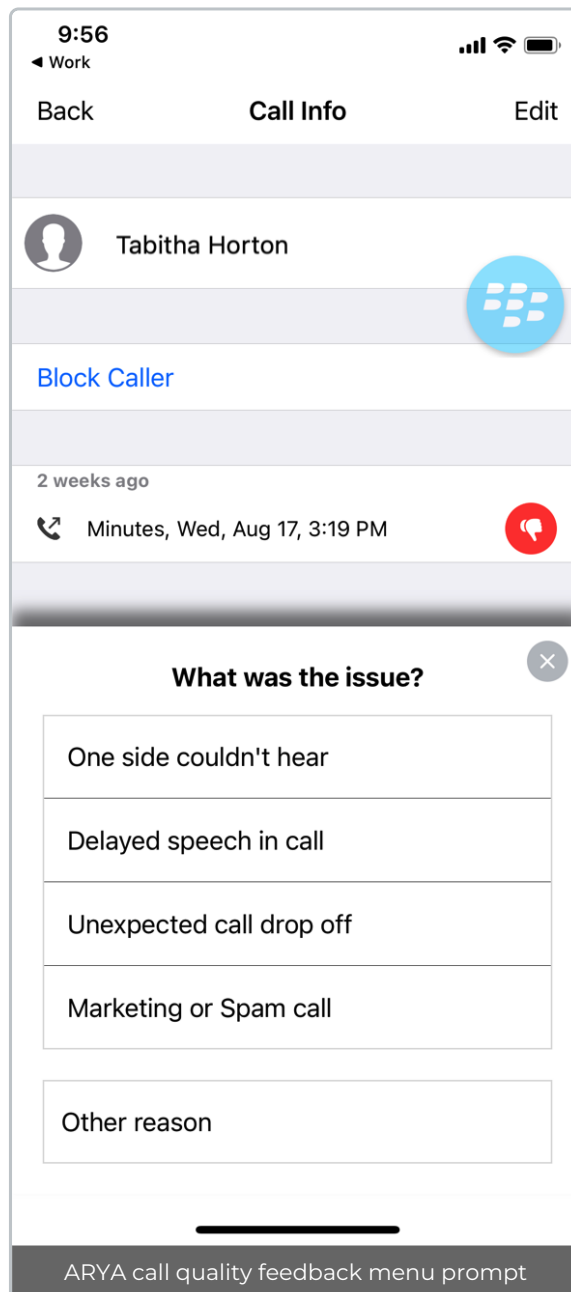 9:56
◀ Work
Back Call Info Edit
Tabitha Horton
Block Caller
2 weeks ago
Minutes, Wed, Aug 17, 3:19 PM
What was the issue?
One side couldn't hear
Delayed speech in call
Unexpected call drop off
Marketing or Spam call
Other reason
ARYA call quality feedback menu prompt